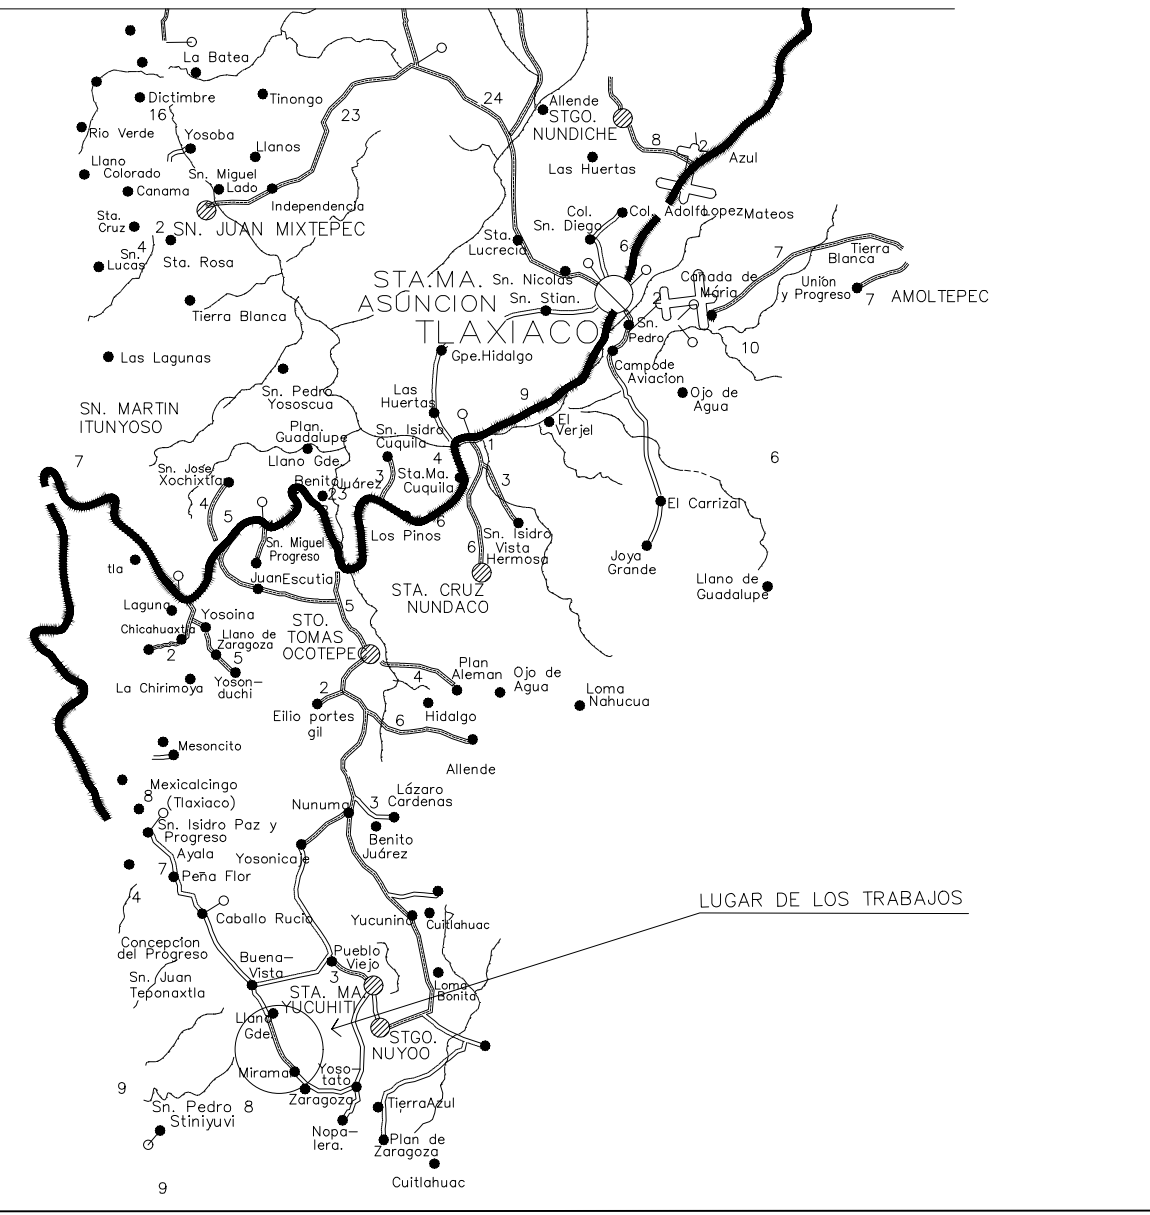 La Batea
Dictimbre
16
Tinongo
23
24
Allende
STGO.
NUNDICHE
8
2
Azul
Rio Verde
Yosoba
Llanos
Las Huertas
Llano
Colorado
Canama
Sn. Miguel
Lado
Independencia
Sta.
Cruz
2
SN. JUAN MIXTEPEC
Col.
Sn. Diego
Col. Adolfo Lopez Mateos
4
Sn.
Lucas
Sta. Rosa
Sta.
Lucrecia
6
7
Tierra
Blanca
STA.MA.
ASÚNCION
TLAXIACO
Sn. Nicolas
Sn. Stian.
Cañada de
Mária
2
Unión
y Progreso
7
AMOLTEPEC
Tierra Blanca
Sn.
Pedro
10
Las Lagunas
Gpe.Hidalgo
Campo de
Aviacion
Sn. Pedro
Yososcua
Las
Huertas
9
Ojo de
Agua
SN. MARTIN
ITUNYOSO
Plan.
Guadalupe
Sn. Isidro
Cuquila
El
Verjel
1
4
7
Llano Gde.
6
Sn. Jose
Xochixtlan
Benito Juárez
3
Sta.Ma.
Cuquila
3
4
23
5
6
El Carrizal
Los Pinos
Sn. Miguel
Progreso
6
Sn. Isidro
Vista
Hermosa
Joya
Grande
tla
Juan Escutia
STA. CRUZ
NUNDACO
Llano de
Guadalupe
5
Laguna
Yosoina
Chicahuaxtla
Llano de
Zaragoza
STO.
TOMAS
OCOTEPEC
2
5
Plan
Aleman
Ojo de
Agua
4
La Chirimoya
Yoson-
duchi
2
Loma
Nahucua
Eilio portes
gil
Hidalgo
6
Mesoncito
Allende
Mexicalcingo
(Tlaxiaco)
8
Lázaro
Cardenas
Nunuma
3
Sn. Isidro Paz y
Progreso
Benito
Juárez
Ayala
Yosonicaje
7
Peña Flor
4
LUGAR DE LOS TRABAJOS
Caballo Rucio
Yucunino
Cuitlahuac
Concepcion
del Progreso
Buena-
Vista
Pueblo
Viejo
3
Sn. Juan
Teponaxtla
STA. MA.
YUCUHITI
Loma
Bonita
Llano
Gde.
STGO.
NUYOO
Miramar
Yoso-
tato
9
Zaragoza
Tierra Azul
8
Sn. Pedro
Stiniyuvi
Nopa-
lera.
Plan de
Zaragoza
Cuitlahuac
9